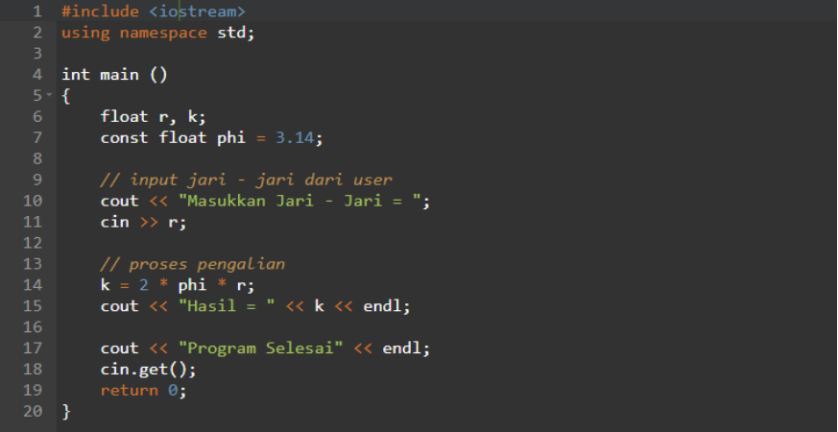 1 #include <iostream>
2 using namespace std;
3
4 int main ()
5 {
6 float r, k;
7 const float phi = 3.14;
8
9 // input jari - jari dari user
10 cout << "Masukkan Jari - Jari = ";
11 cin >> r;
12
13 // proses pengalian
14 k = 2 * phi * r;
15 cout << "Hasil = " << k << endl;
16
17 cout << "Program Selesai" << endl;
18 cin.get();
19 return 0;
20 }